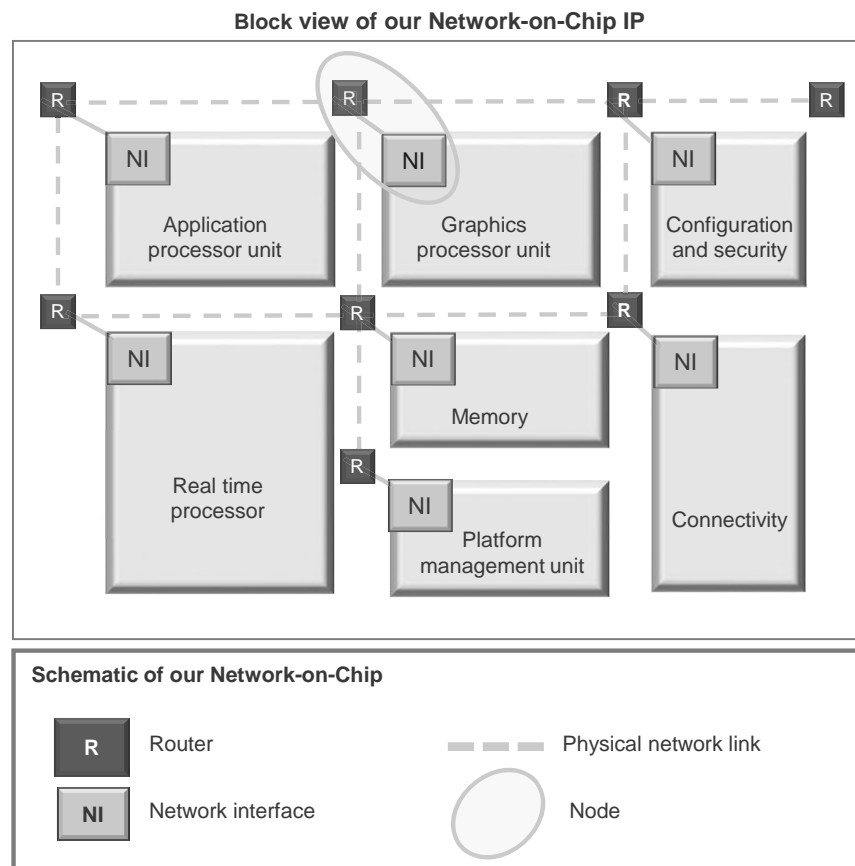 Block view of our Network-on-Chip IP
R
R
R
R
NI
NI
NI
Application
processor unit
Graphics
processor unit
Configuration
and security
R
R
R
NI
NI
NI
Memory
R
Real time
processor
NI
Platform
management unit
Connectivity
Schematic of our Network-on-Chip
R
Router
Physical network link
NI
Network interface
Node